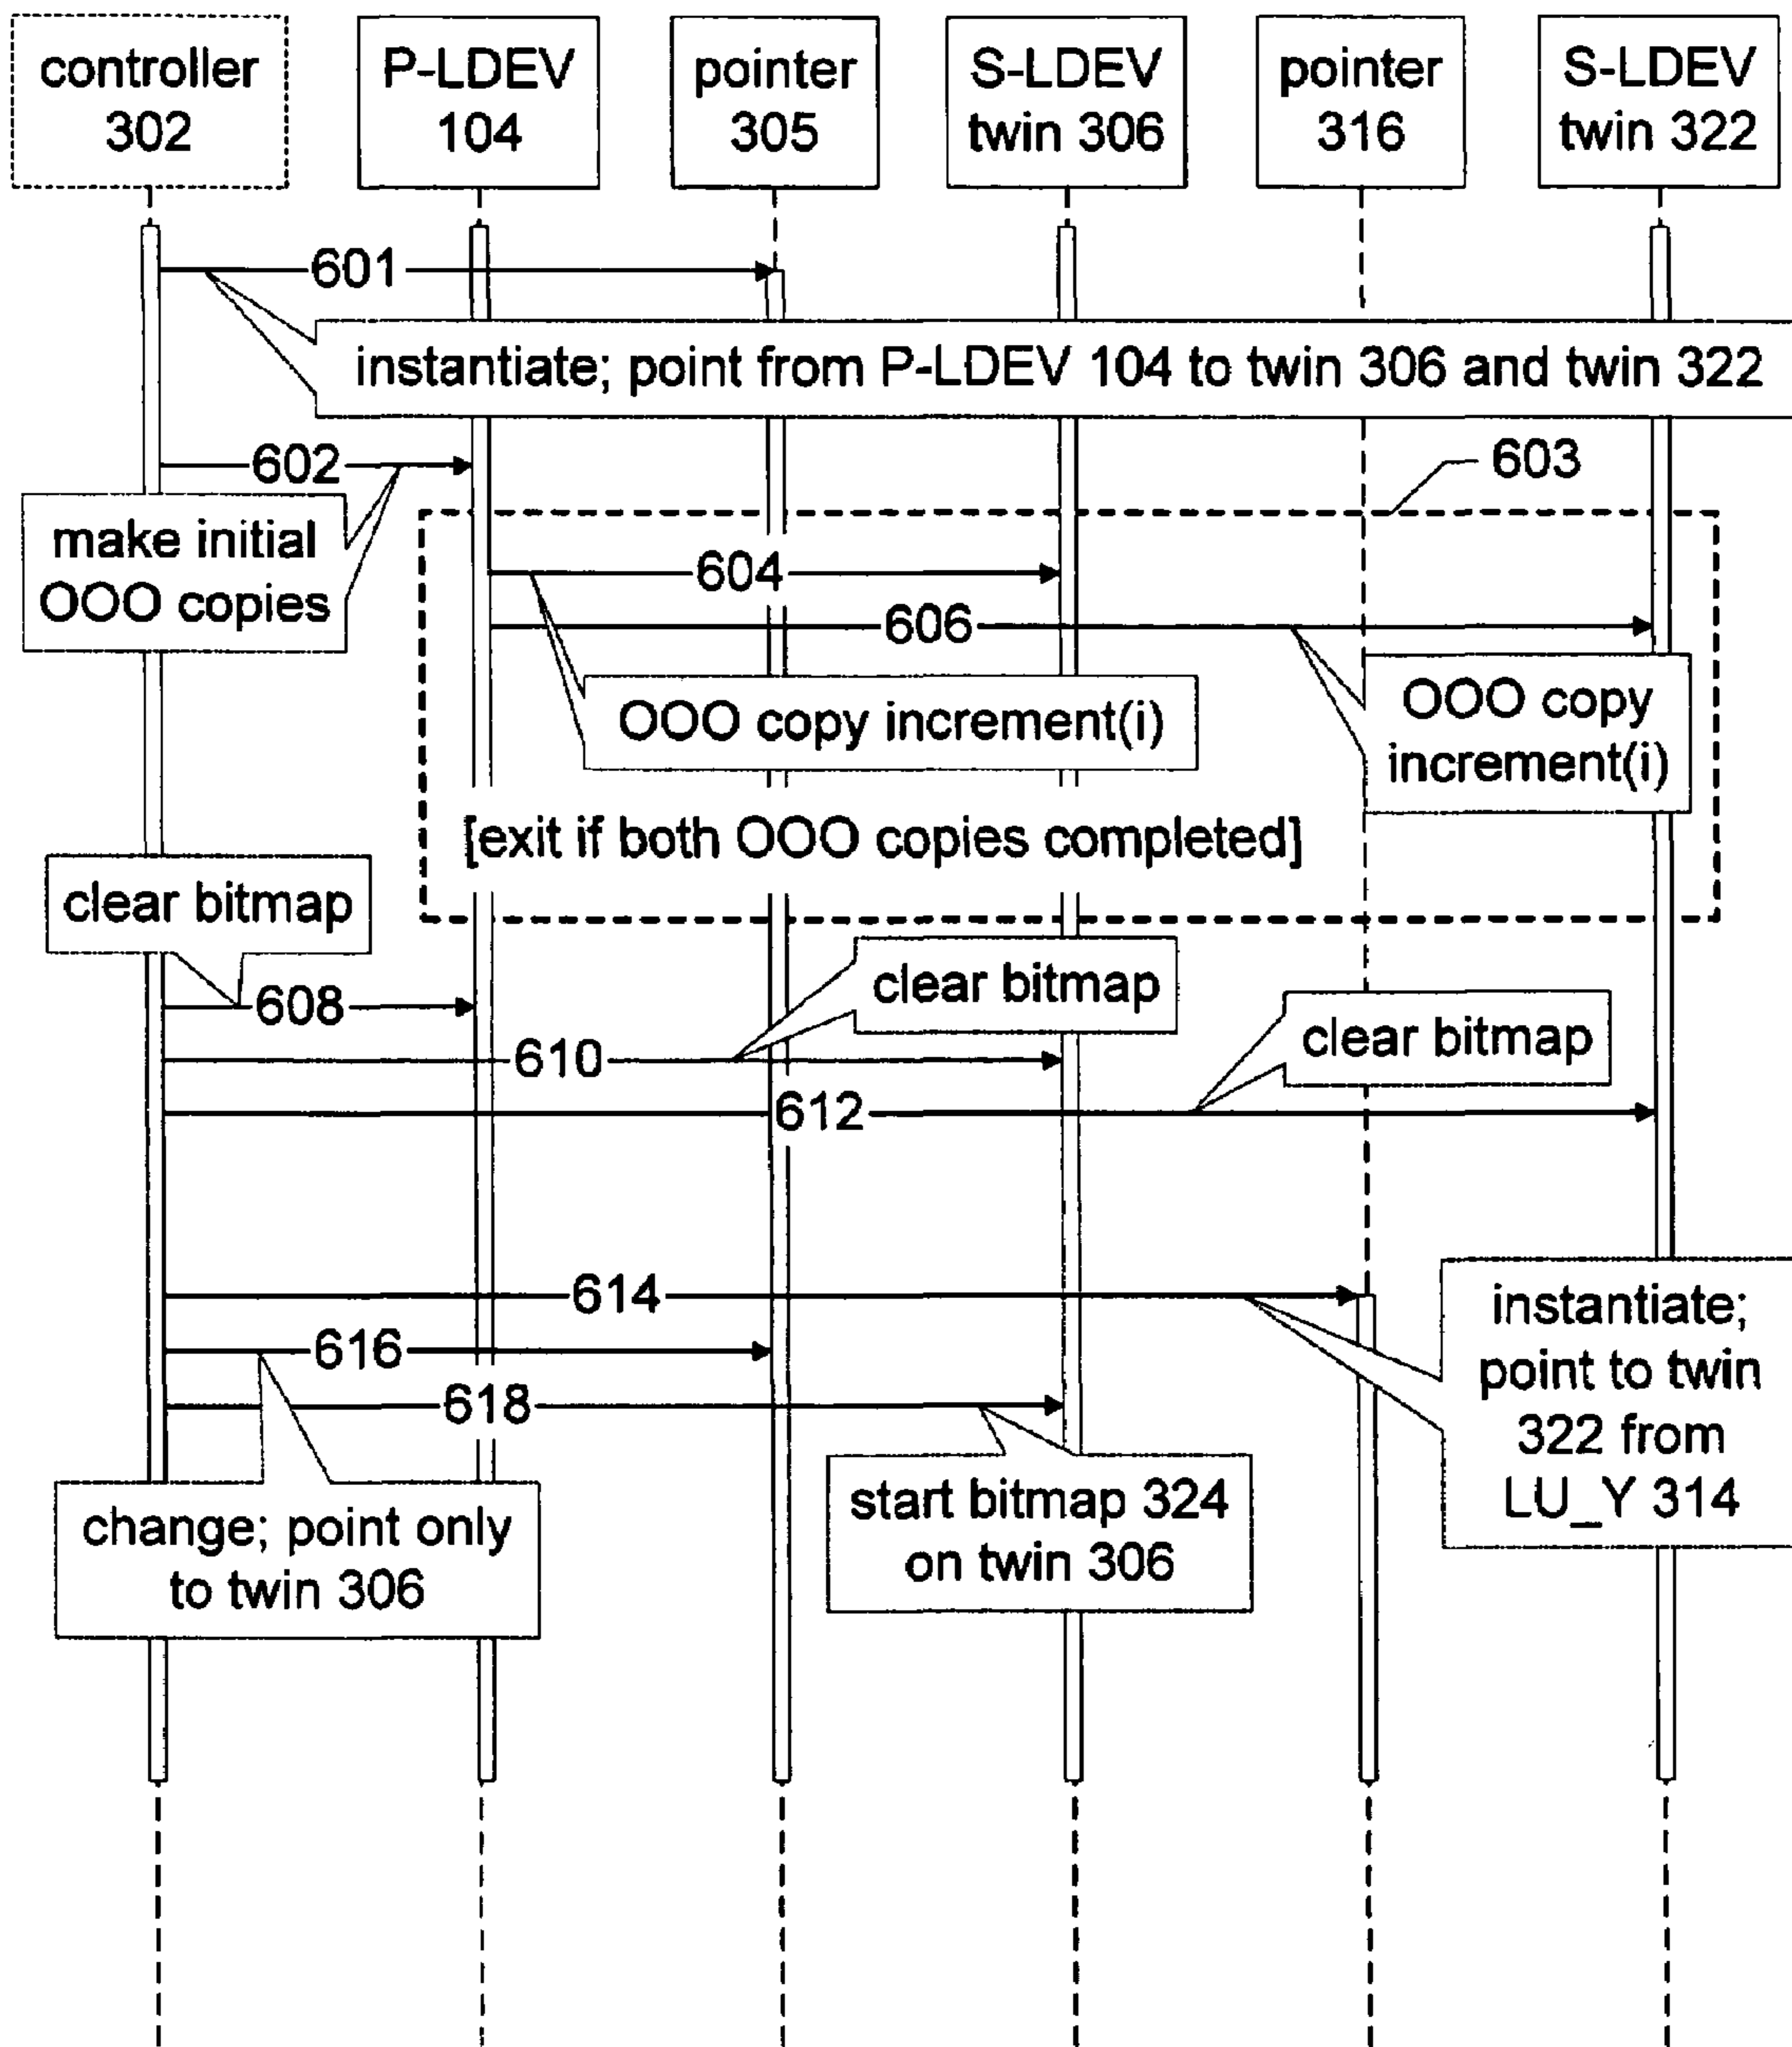 controller
302
P-LDEV
104
pointer
305
S-LDEV
twin 306
pointer
316
S-LDEV
twin 322
601
instantiate; point from P-LDEV 104 to twin 306 and twin 322
602
603
make initial
OOO copies
604
606
OOO copy increment(i)
OOO copy
increment(i)
[exit if both OOO copies completed]
clear bitmap
608
clear bitmap
610
clear bitmap
612
614
instantiate;
point to twin
322 from
LU_Y 314
616
618
change; point only
to twin 306
start bitmap 324
on twin 306